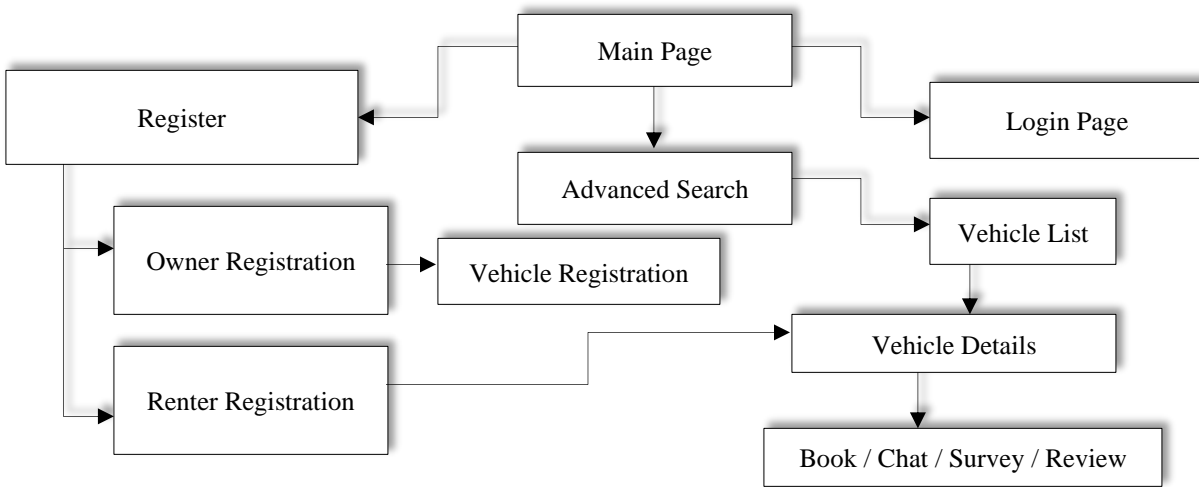 Main Page
Register
Login Page
Advanced Search
Vehicle List
Owner Registration
Vehicle Registration
Vehicle Details
Renter Registration
Book / Chat / Survey / Review